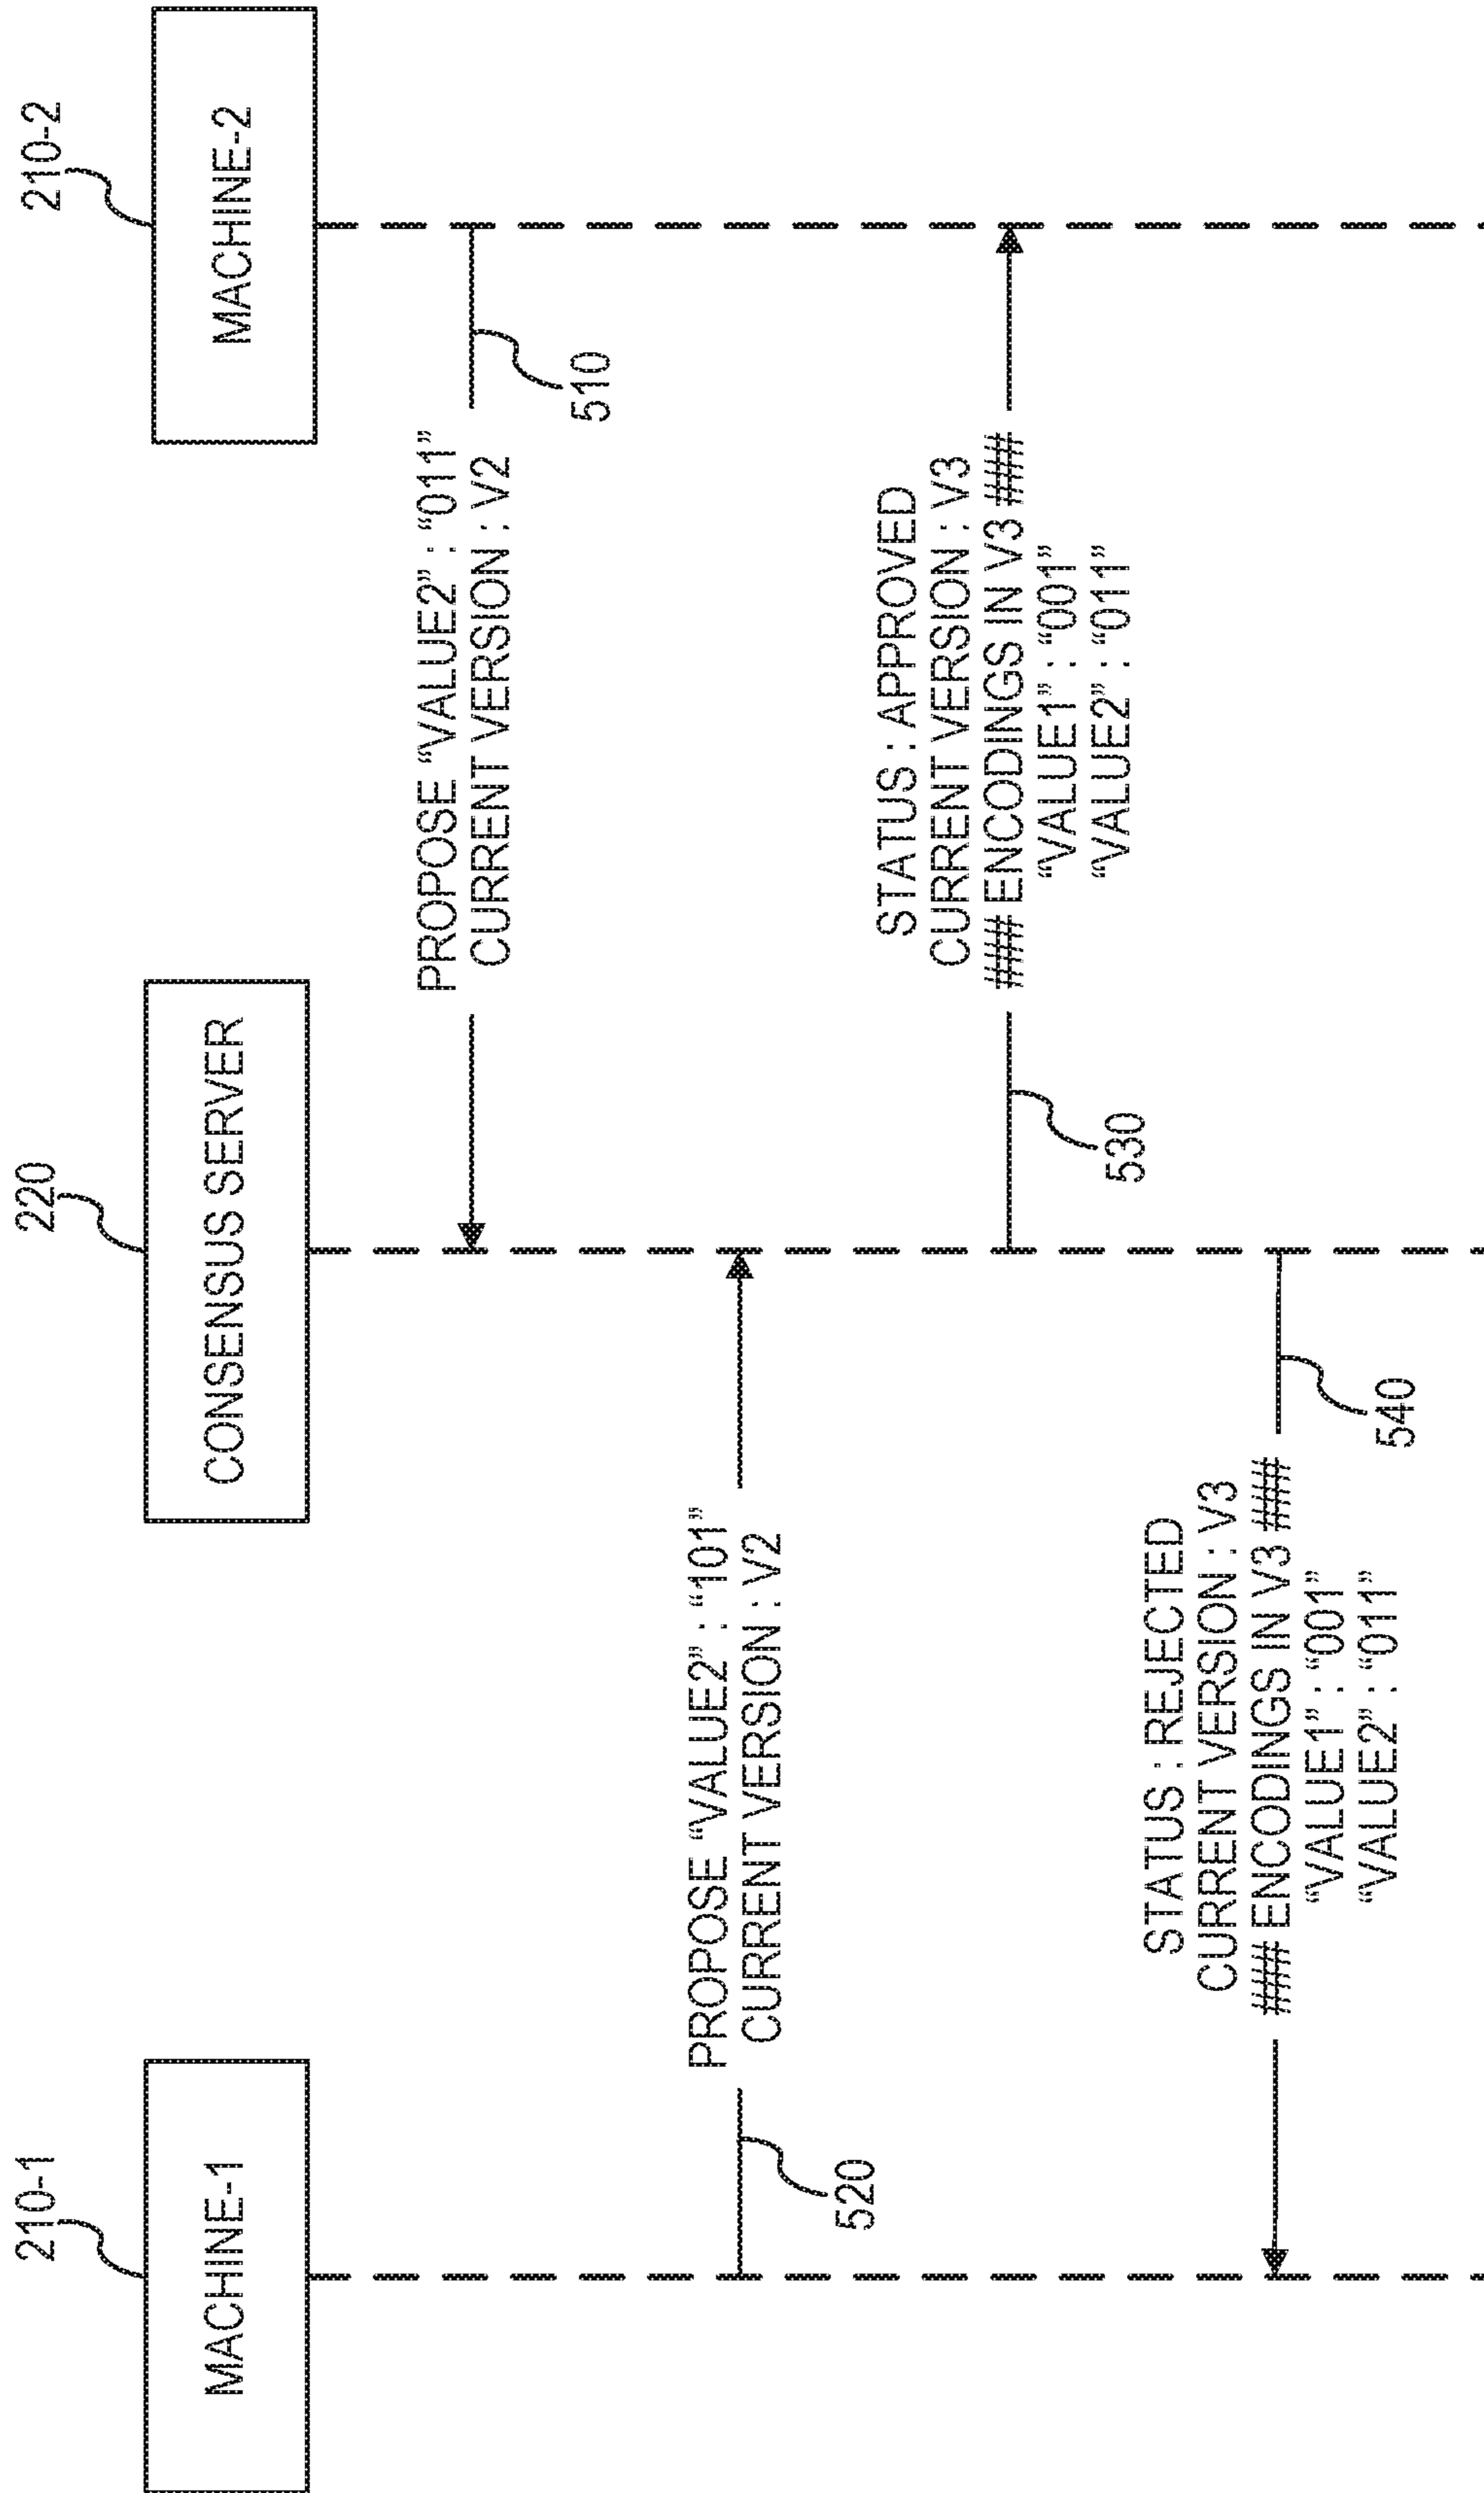 210-1
220
210-2
MACHINE-1
CONSENSUS SERVER
MACHINE-2
PROPOSE “VALUE2” : “011”
CURRENT VERSION : V2
510
PROPOSE “VALUE2” : “101”
CURRENT VERSION : V2
520
STATUS : APPROVED
CURRENT VERSION : V3
### ENCODINGS IN V3 ###
“VALUE1” : “001”
“VALUE2” : “011”
530
STATUS : REJECTED
CURRENT VERSION : V3
### ENCODINGS IN V3 ###
“VALUE1” : “001”
“VALUE2” : “011”
540